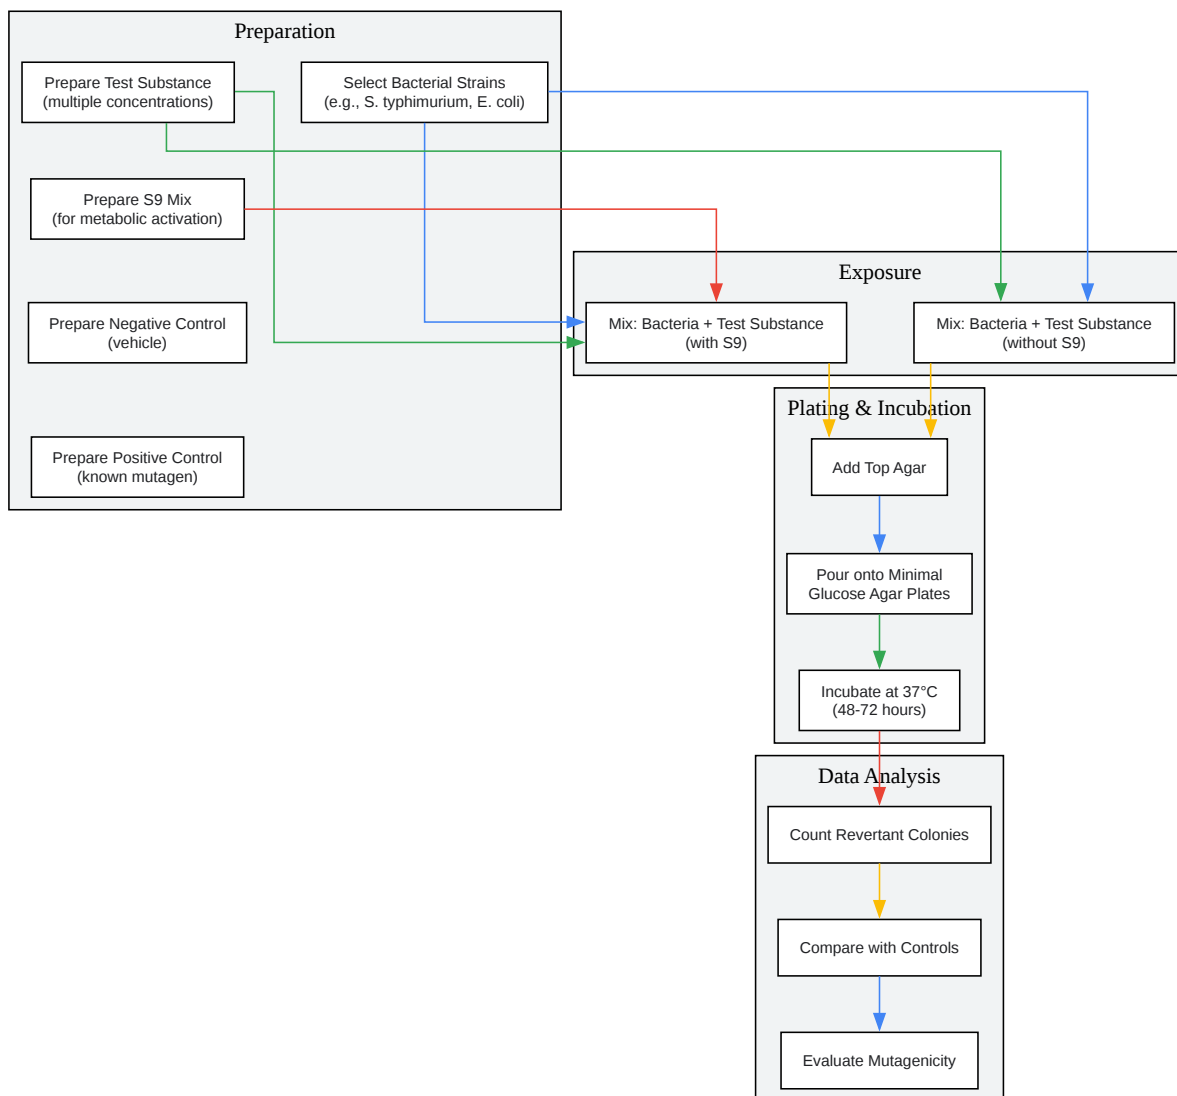 Preparation
Prepare Test Substance
(multiple concentrations)
Select Bacterial Strains
(e.g., S. typhimurium, E. coli)
Prepare S9 Mix
(for metabolic activation)
Prepare Negative Control
(vehicle)
Prepare Positive Control
(known mutagen)
Exposure
Mix: Bacteria + Test Substance
(with S9)
Mix: Bacteria + Test Substance
(without S9)
Plating & Incubation
Add Top Agar
Pour onto Minimal
Glucose Agar Plates
Incubate at 37°C
(48-72 hours)
Data Analysis
Count Revertant Colonies
Compare with Controls
Evaluate Mutagenicity